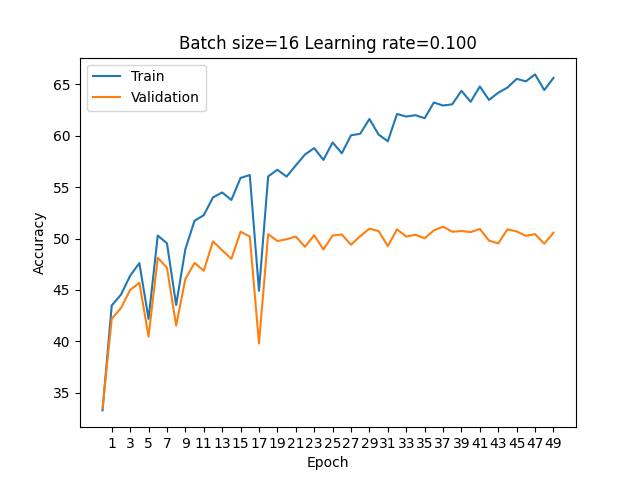 Batch size=16 Learning rate=0.100
Train
Validation
65
60
55
50
45
40
35
Accuracy
1 3 5 7 9 11 13 15 17 19 21 23 25 27 29 31 33 35 37 39 41 43 45 47 49
Epoch